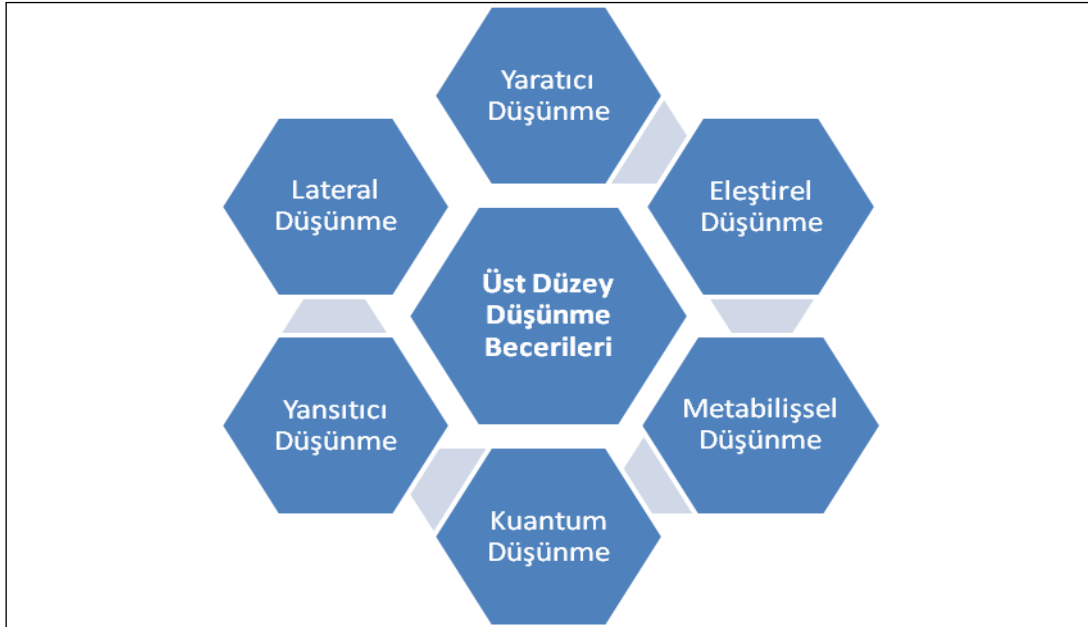 Yaratıcı
Düşünme
Eleştirel
Düşünme
Metabilişsel
Düşünme
Kuantum
Düşünme
Yansıtıcı
Düşünme
Lateral
Düşünme
Üst Düzey
Düşünme
Becerileri